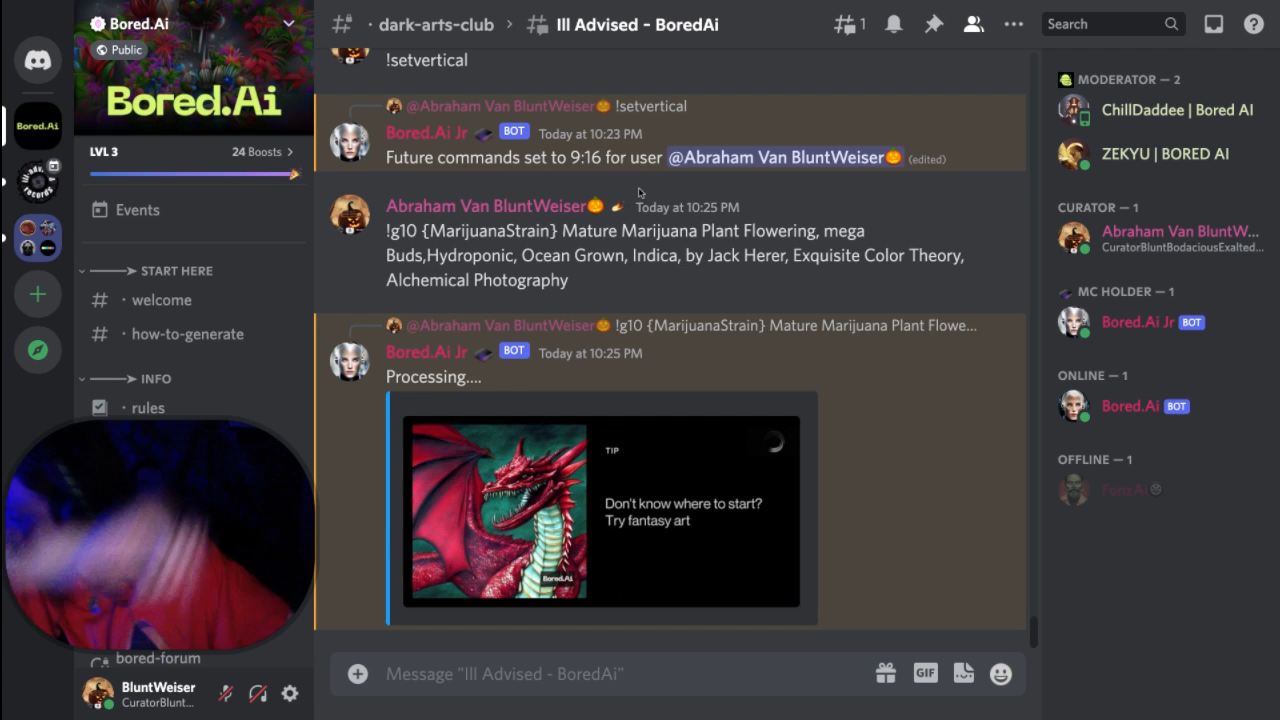 Bored.Ai
Public
Bored.Ai
LVL 3
24 Boosts
Events
START HERE
welcome
how-to-generate
INFO
rules
bored-forum
BluntWeiser
CuratorBlunt...
Bored.Ai
dark-arts-club
Ill Advised - BoredAi
1
Search
!setvertical
@Abraham Van BluntWeiser🎃 !setvertical
Bored.Ai Jr BOT Today at 10:23 PM
Future commands set to 9:16 for user @Abraham Van BluntWeiser🎃 (edited)
Abraham Van BluntWeiser🎃 Today at 10:25 PM
!g10 {MarijuanaStrain} Mature Marijuana Plant Flowering, mega
Buds,Hydroponic, Ocean Grown, Indica, by Jack Herer, Exquisite Color Theory,
Alchemical Photography
@Abraham Van BluntWeiser🎃 !g10 {MarijuanaStrain} Mature Marijuana Plant Flowe...
Bored.Ai Jr BOT Today at 10:25 PM
Processing....
TIP
Don't know where to start?
Try fantasy art
Bored.Ai
Message "Ill Advised - BoredAi"
GIF
MODERATOR — 2
ChillDaddee | Bored AI
ZEKYU | BORED AI
CURATOR — 1
Abraham Van BluntW...
CuratorBluntBodaciousExalted...
MC HOLDER — 1
Bored.Ai Jr BOT
ONLINE — 1
Bored.Ai BOT
OFFLINE — 1